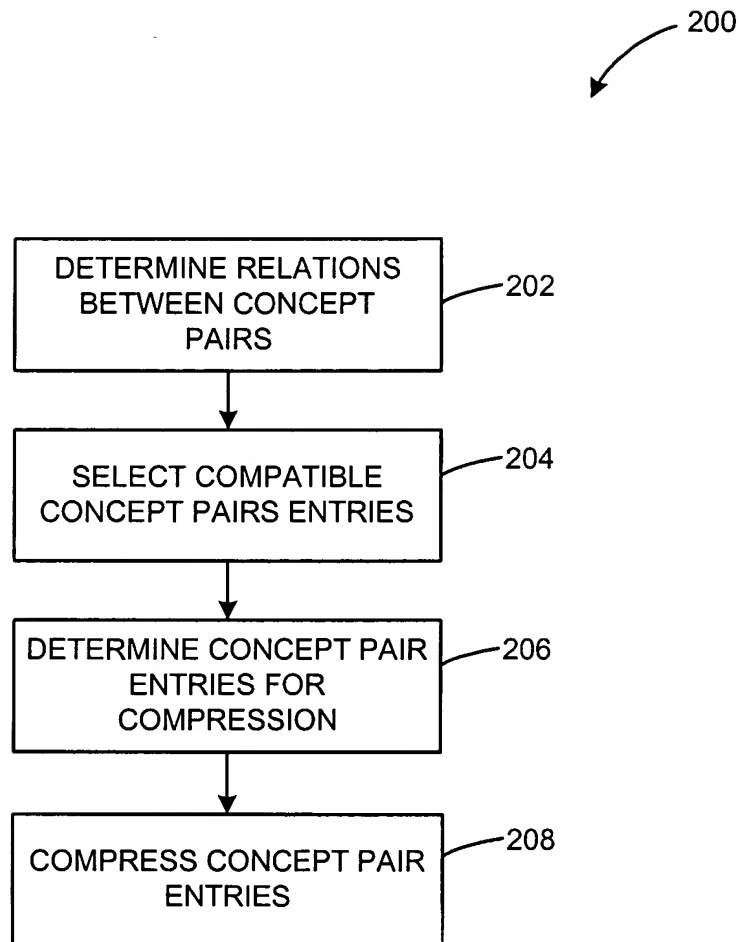 200
DETERMINE RELATIONS
BETWEEN CONCEPT
PAIRS
202
SELECT COMPATIBLE
CONCEPT PAIRS ENTRIES
204
DETERMINE CONCEPT PAIR
ENTRIES FOR
COMPRESSION
206
COMPRESS CONCEPT PAIR
ENTRIES
208